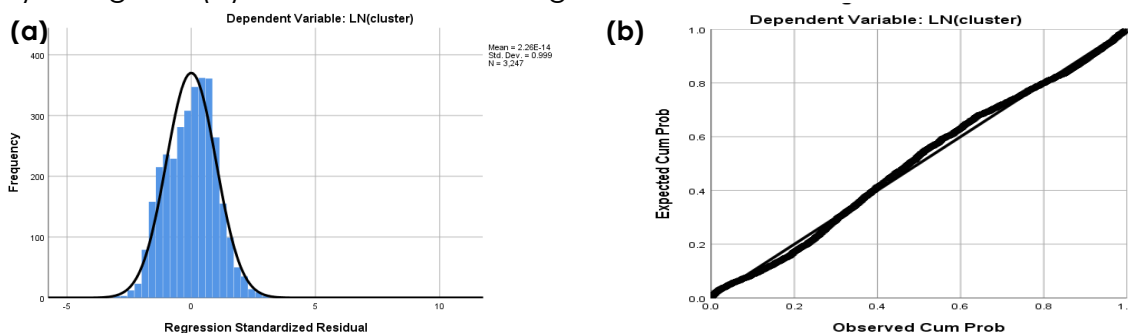 (a)
Dependent Variable: LN(cluster)
Mean = 2.26E-14
Std. Dev. = 0.999
N = 3,247
Frequency
400
300
200
100
0
-5
0
5
10
Regression Standardized Residual
(b)
Dependent Variable: LN(cluster)
Expected Cum Prob
1.0
0.8
0.6
0.4
0.2
0.0
0.0
0.2
0.4
0.6
0.8
Observed Cum Prob